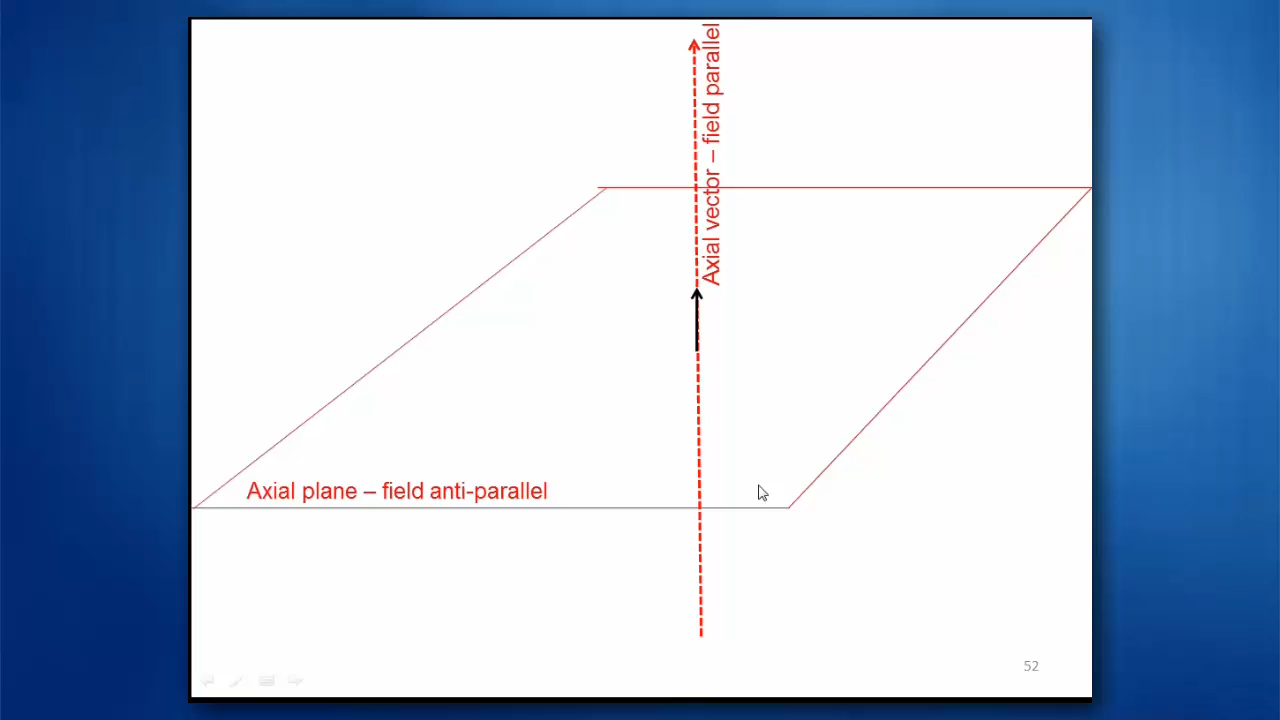 Axial vector – field parallel
Axial plane – field anti-parallel
52